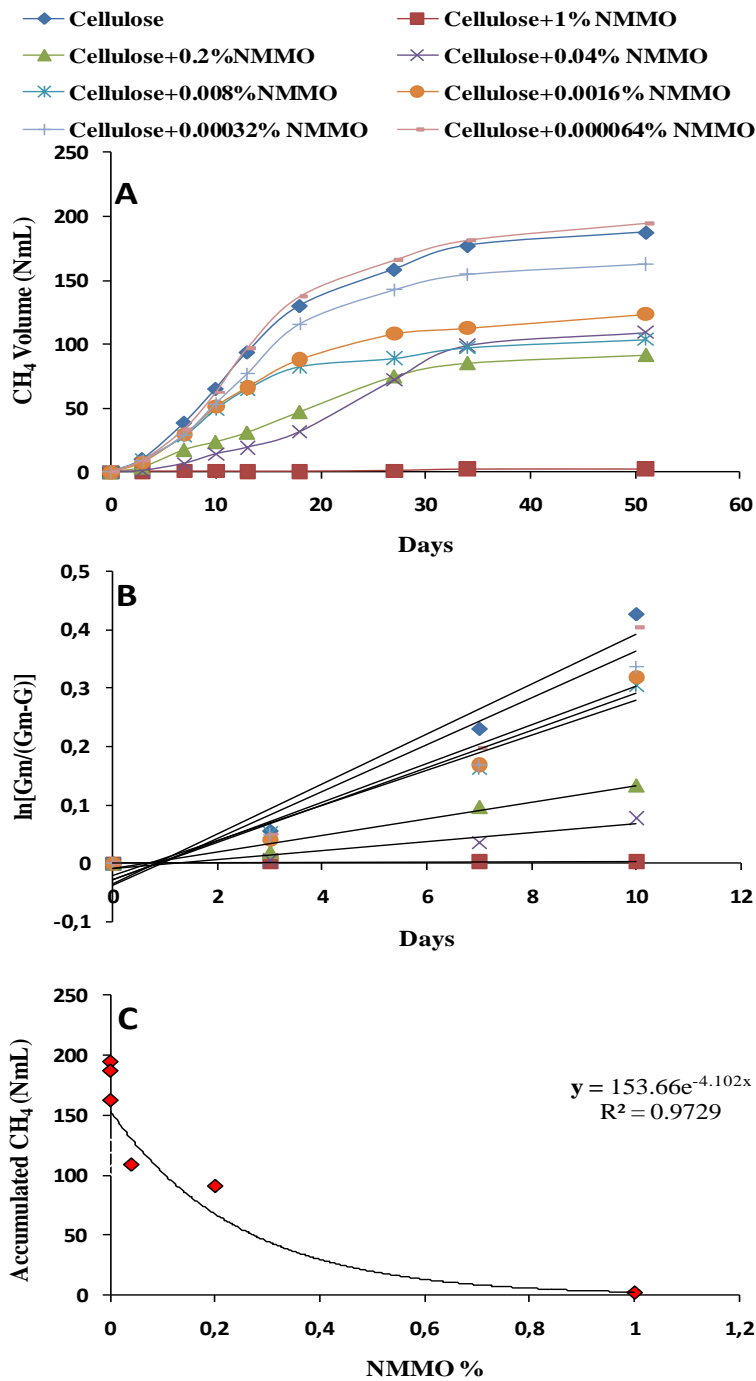 Cellulose
Cellulose+1% NMMO
Cellulose+0.2%NMMO
Cellulose+0.04% NMMO
Cellulose+0.008%NMMO
Cellulose+0.0016% NMMO
Cellulose+0.00032% NMMO
Cellulose+0.000064% NMMO
250
200
150
100
50
0
A
CH₄ Volume (NmL)
0 10 20 30 40 50 60
Days
0,5
0,4
0,3
0,2
0,1
0
-0,1
B
ln[Gm/(Gm-G)]
0 2 4 6 8 10 12
Days
250
200
150
100
50
0
C
Accumulated CH₄ (NmL)
y = 153.66e^-4.102x
R² = 0.9729
0 0,2 0,4 0,6 0,8 1 1,2
NMMO %